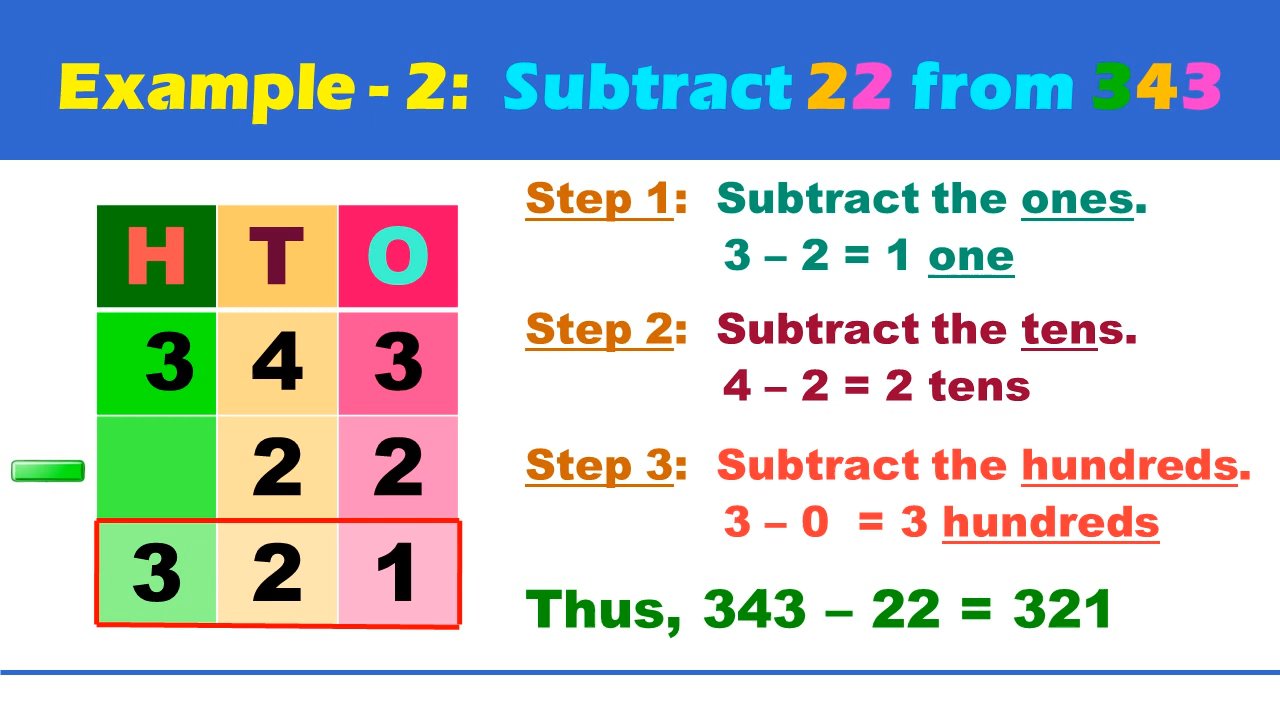 Example - 2: Subtract 22 from 343
H T O
3 4 3
2 2
3 2 1
Step 1: Subtract the ones.
3 – 2 = 1 one
Step 2: Subtract the tens.
4 – 2 = 2 tens
Step 3: Subtract the hundreds.
3 – 0 = 3 hundreds
Thus, 343 – 22 = 321